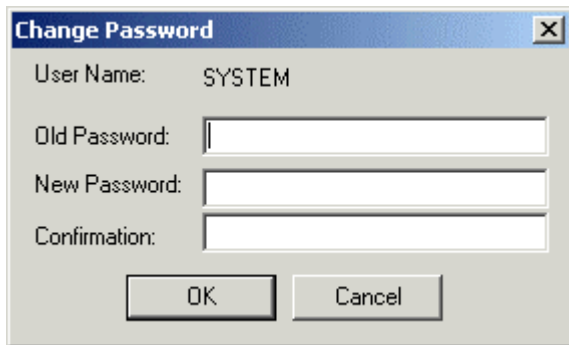 Change Password
User Name: SYSTEM
Old Password:
New Password:
Confirmation:
OK Cancel